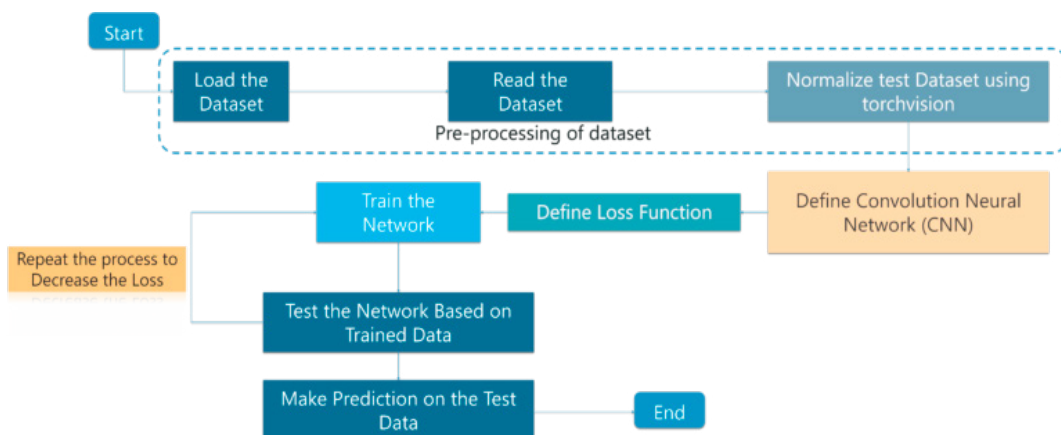 Start
Load the
Dataset
Read the
Dataset
Normalize test Dataset using
torchvision
Pre-processing of dataset
Train the
Network
Define Loss Function
Define Convolution Neural
Network (CNN)
Repeat the process to
Decrease the Loss
Test the Network Based on
Trained Data
Make Prediction on the Test
Data
End